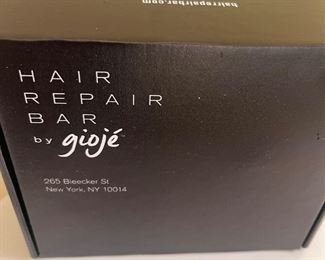 hairrepairbar.com
HAIR
REPAIR
BAR
by giojé
265 Bleecker St
New York, NY 10014